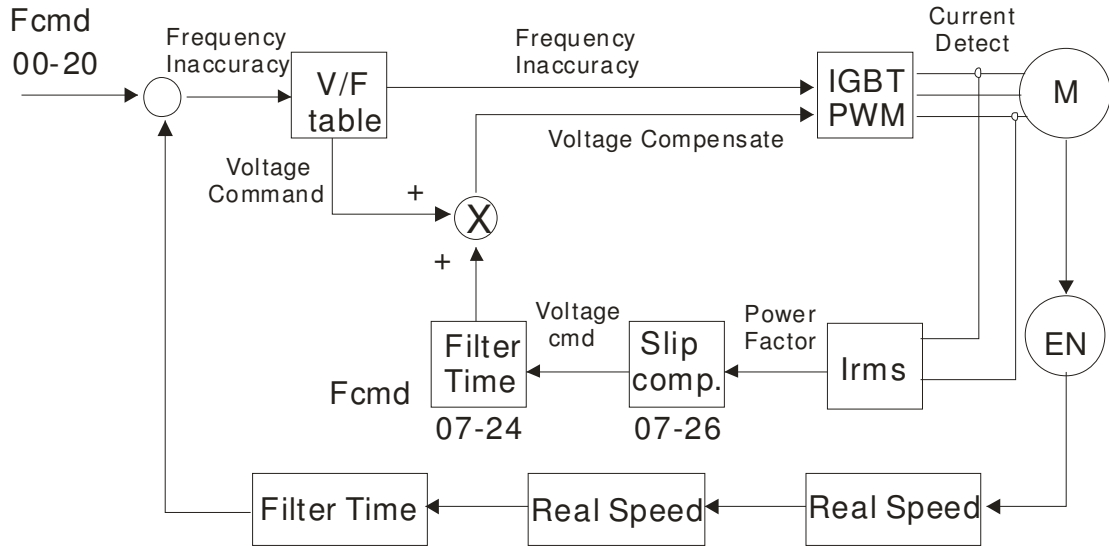 Fcmd
00-20
Frequency
Inaccuracy
V/F
table
Frequency
Inaccuracy
Current
Detect
IGBT
PWM
M
Voltage Compensate
Voltage
Command
+
X
+
Voltage
cmd
Power
Factor
Filter
Time
Slip
comp.
Irms
EN
Fcmd
07-24
07-26
Filter Time
Real Speed
Real Speed